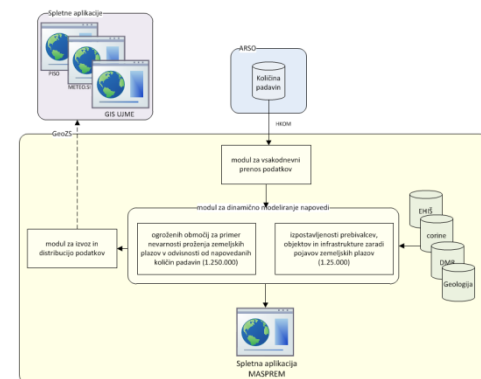 Spletne aplikacije
PISO
METEO.SI
GIS UJME
ARSO
Količina
padavin
HKOM
GeoZS
modul za vsakodnevni
prenos podatkov
modul za dinamično modeliranje napovedi
ogroženih območij za primer
nevarnosti proženja zemeljskih
plazov v odvisnosti od napovedanih
količin padavin (1.250.000)
izpostavljenosti prebivalcev,
objektov in infrastrukture zaradi
pojavov zemeljskih plazov
(1.25.000)
modul za izvoz in
distribucijo podatkov
EHIŠ
corine
DMR
Geologija
Spletna aplikacija
MASPREM